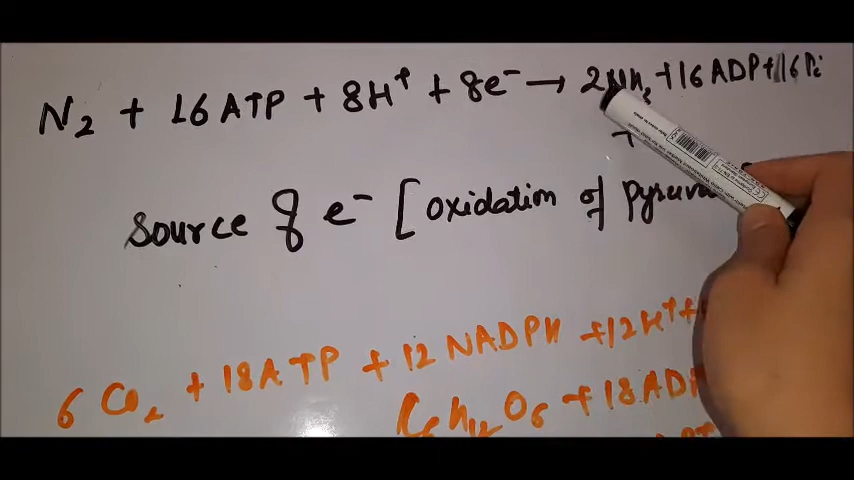 N₂ + 16 ATP + 8H⁺ + 8e⁻ → 2NH₃ + 16 ADP + 16 Pi
+
Source of e⁻ [oxidation of
6 CO₂ + 18 ATP + 12 NADPH + 12 H⁺ +
C₆H₁₂O₆ + 18 ADP